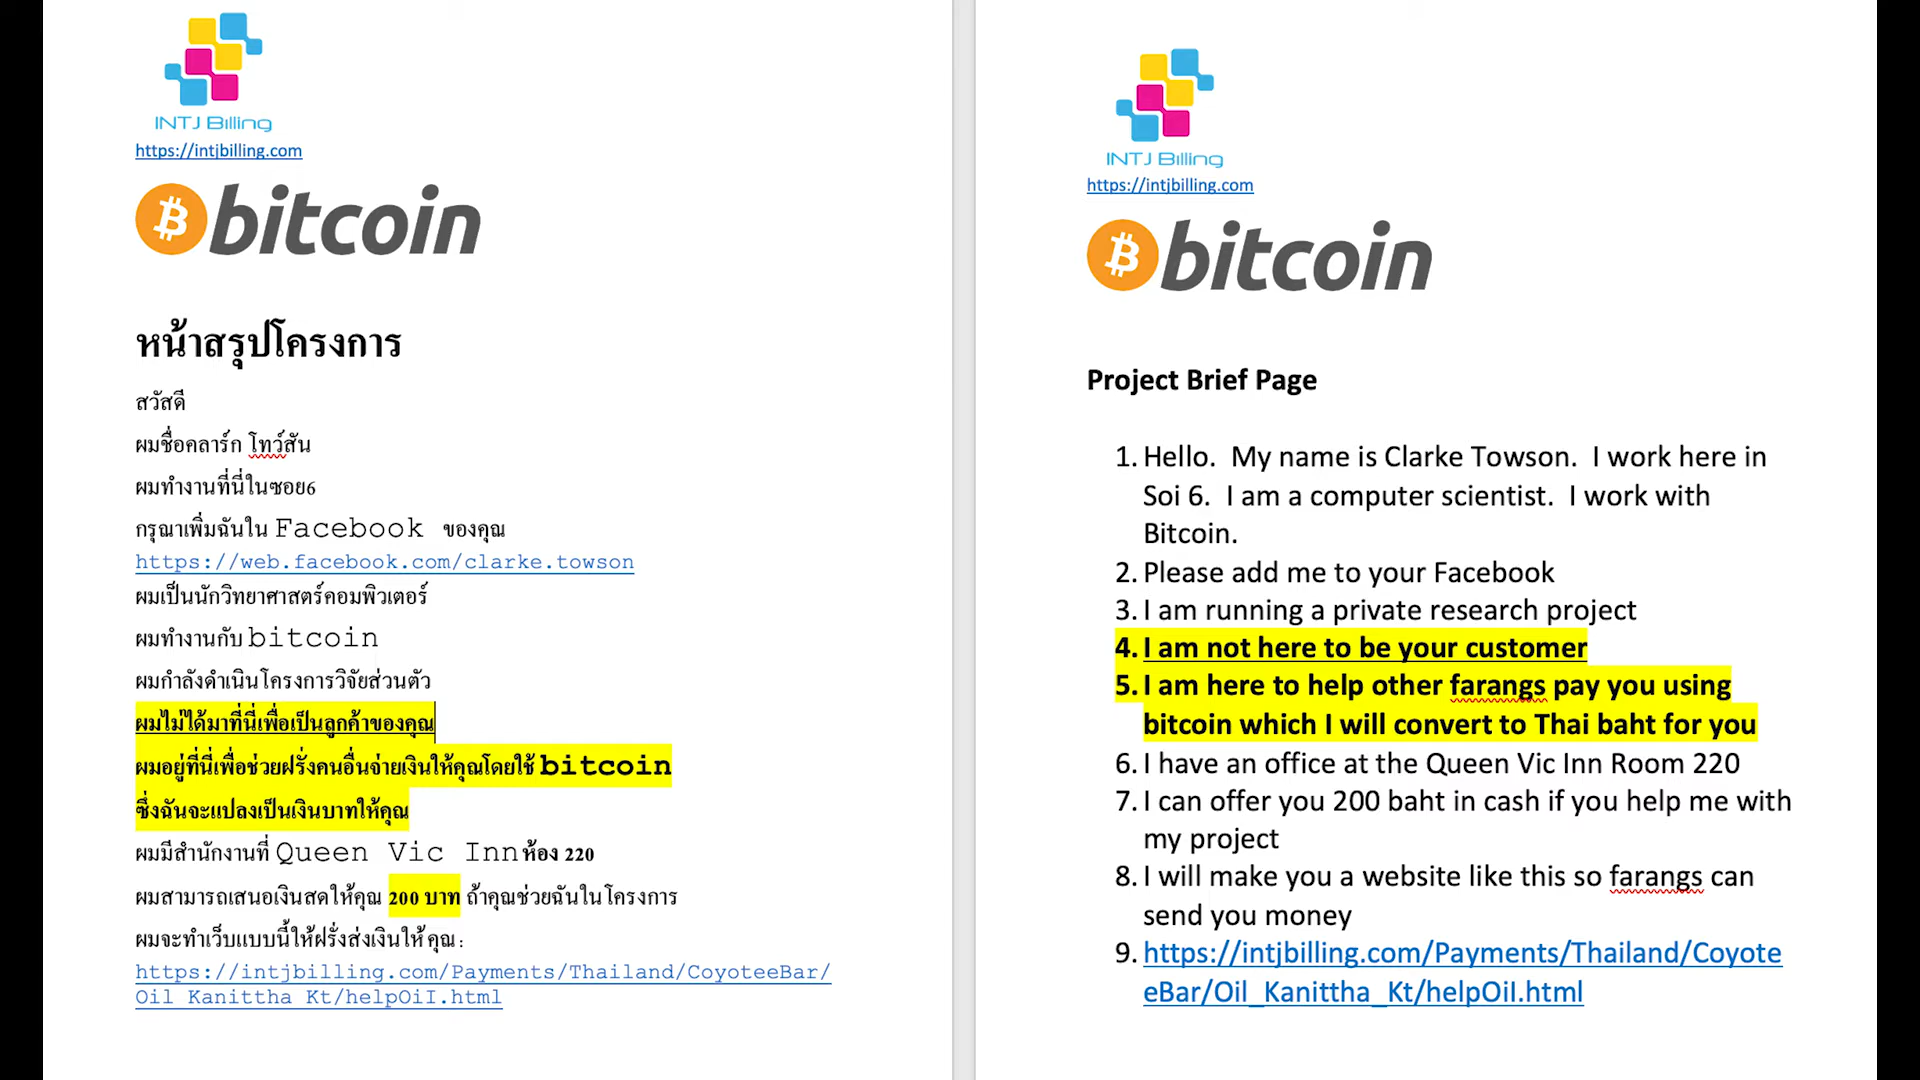 INTJ Billing
https://intjbilling.com
bitcoin
หน้าสรุปโครงการ
สวัสดี
ผมชื่อคลาร์ก โทว์สัน
ผมทำงานที่นี่ในซอย6
กรุณาเพิ่มฉันใน Facebook ของคุณ
https://web.facebook.com/clarke.towson
ผมเป็นนักวิทยาศาสตร์คอมพิวเตอร์
ผมทำงานกับ bitcoin
ผมกำลังดำเนินโครงการวิจัยส่วนตัว
ผมไม่ได้มาที่นี่เพื่อเป็นลูกค้าของคุณ
ผมอยู่ที่นี่เพื่อช่วยฝรั่งคนอื่นจ่ายเงินให้คุณโดยใช้ bitcoin
ซึ่งฉันจะแปลงเป็นเงินบาทให้คุณ
ผมมีสำนักงานที่ Queen Vic Inn ห้อง 220
ผมสามารถเสนอเงินสดให้คุณ 200 บาท ถ้าคุณช่วยฉันในโครงการ
ผมจะทำเว็บแบบนี้ให้ฝรั่งส่งเงินให้คุณ:
https://intjbilling.com/Payments/Thailand/CoyoteeBar/
Oil_Kanittha_Kt/helpOiI.html
INTJ Billing
https://intjbilling.com
bitcoin
Project Brief Page
1. Hello. My name is Clarke Towson. I work here in
Soi 6. I am a computer scientist. I work with
Bitcoin.
2. Please add me to your Facebook
3. I am running a private research project
4. I am not here to be your customer
5. I am here to help other farangs pay you using
bitcoin which I will convert to Thai baht for you
6. I have an office at the Queen Vic Inn Room 220
7. I can offer you 200 baht in cash if you help me with
my project
8. I will make you a website like this so farangs can
send you money
9. https://intjbilling.com/Payments/Thailand/Coyote
eBar/Oil_Kanittha_Kt/helpOiI.html